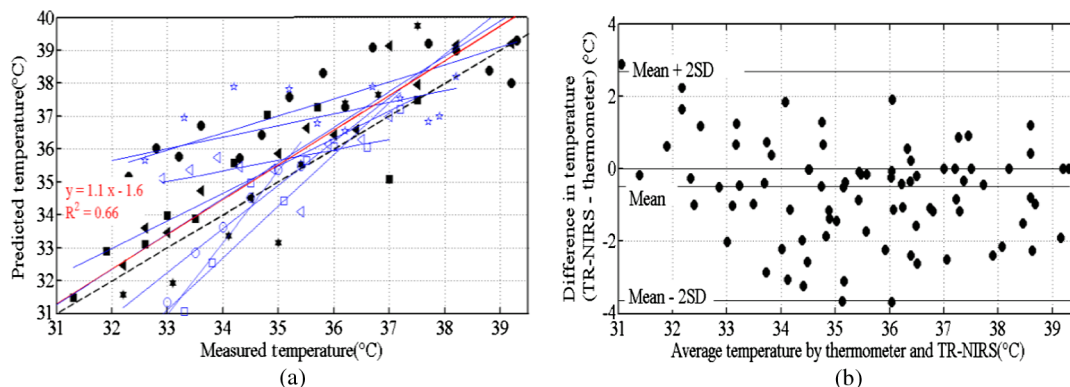 40
39
38
37
36
35
34
33
32
31
Predicted temperature(°C)
y = 1.1 x - 1.6
R² = 0.66
31 32 33 34 35 36 37 38 39
Measured temperature(°C)
(a)
4
2
0
-2
-4
Difference in temperature
(TR-NIRS - thermometer) (°C)
Mean + 2SD
Mean
Mean - 2SD
31 32 33 34 35 36 37 38 39
Average temperature by thermometer and TR-NIRS(°C)
(b)